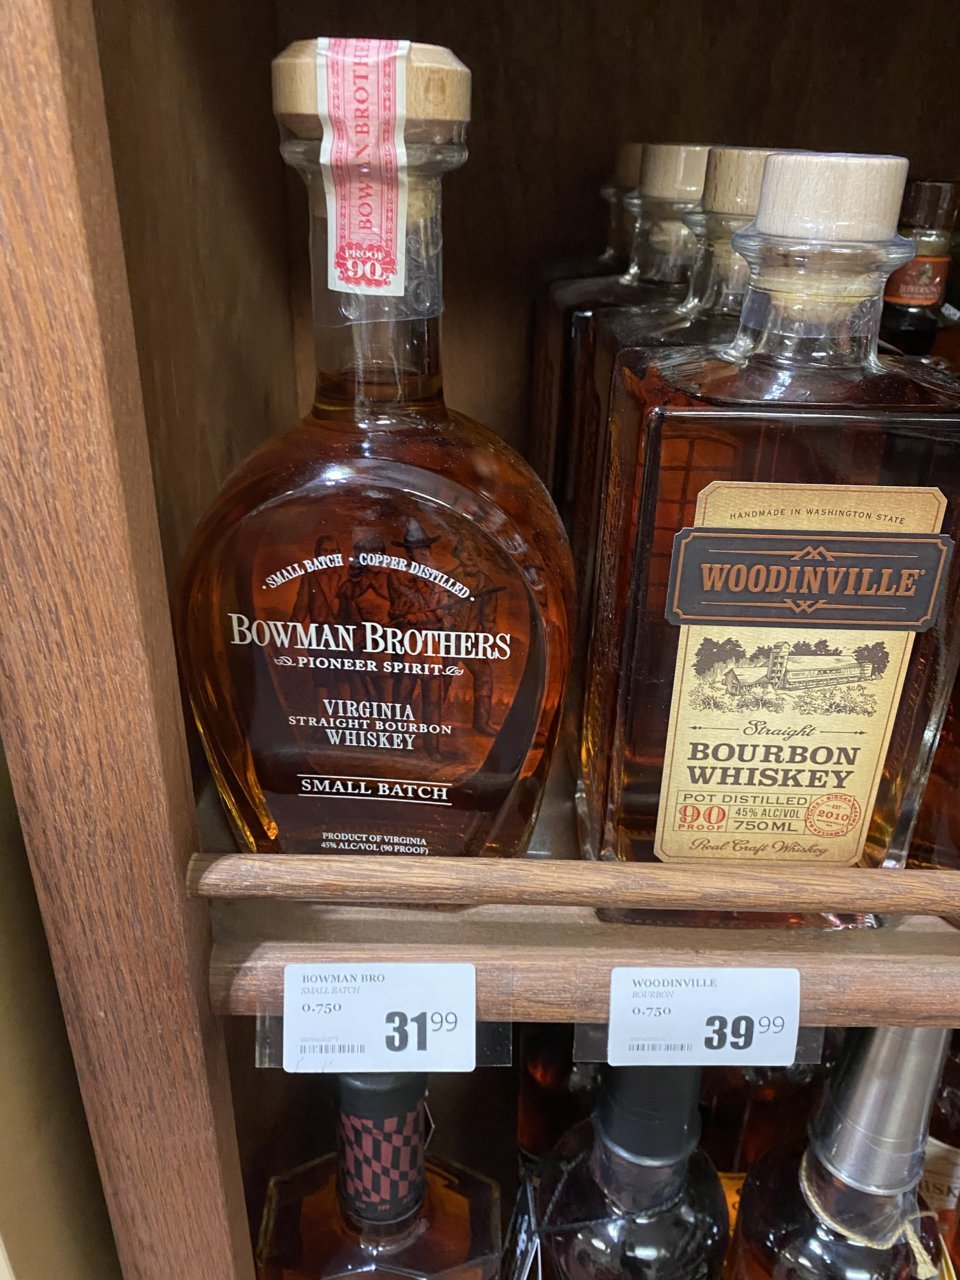 BOWMAN BROTHE
PROOF
90
SMALL BATCH · COPPER DISTILLED
BOWMAN BROTHERS
PIONEER SPIRIT
VIRGINIA
STRAIGHT BOURBON
WHISKEY
SMALL BATCH
PRODUCT OF VIRGINIA
45% ALC/VOL (90 PROOF)
HANDMADE IN WASHINGTON STATE
WOODINVILLE
Straight
BOURBON
WHISKEY
POT DISTILLED
90
PROOF
45% ALC/VOL
750ML
EST
2010
Real Craft Whiskey
BOWMAN BRO
SMALL BATCH
0.750
31 99
WOODINVILLE
BOURBON
0.750
39 99